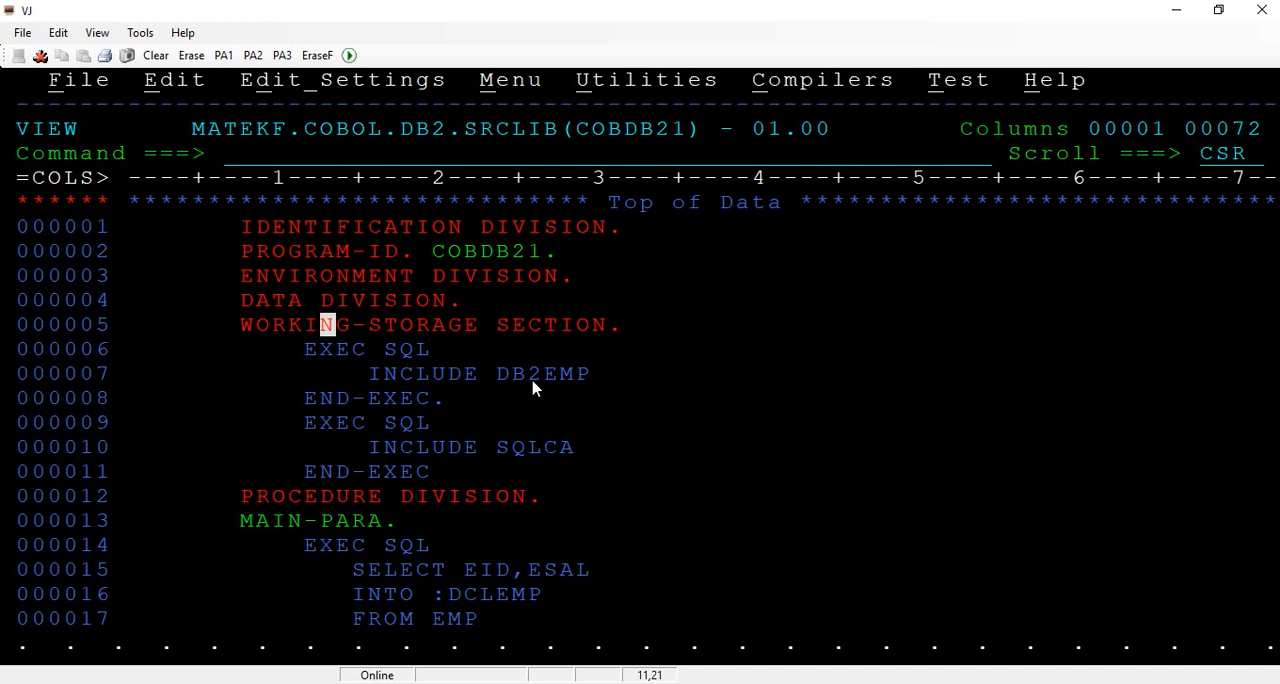 VJ
File Edit View Tools Help
Clear Erase PA1 PA2 PA3 EraseF
File Edit Edit_Settings Menu Utilities Compilers Test Help
VIEW MATEKF.COBOL.DB2.SRCLIB(COBDB21) - 01.00 Columns 00001 00072
Command ===> Scroll ===> CSR
=COLS> ----+----1----+----2----+----3----+----4----+----5----+----6----+----7--
****** ***************************** Top of Data ******************************
000001 IDENTIFICATION DIVISION.
000002 PROGRAM-ID. COBDB21.
000003 ENVIRONMENT DIVISION.
000004 DATA DIVISION.
000005 WORKING-STORAGE SECTION.
000006 EXEC SQL
000007 INCLUDE DB2EMP
000008 END-EXEC.
000009 EXEC SQL
000010 INCLUDE SQLCA
000011 END-EXEC
000012 PROCEDURE DIVISION.
000013 MAIN-PARA.
000014 EXEC SQL
000015 SELECT EID,ESAL
000016 INTO :DCLEMP
000017 FROM EMP
. . . . . . . . . . . . . . . . . . . . . . . . . . .
Online 11,21